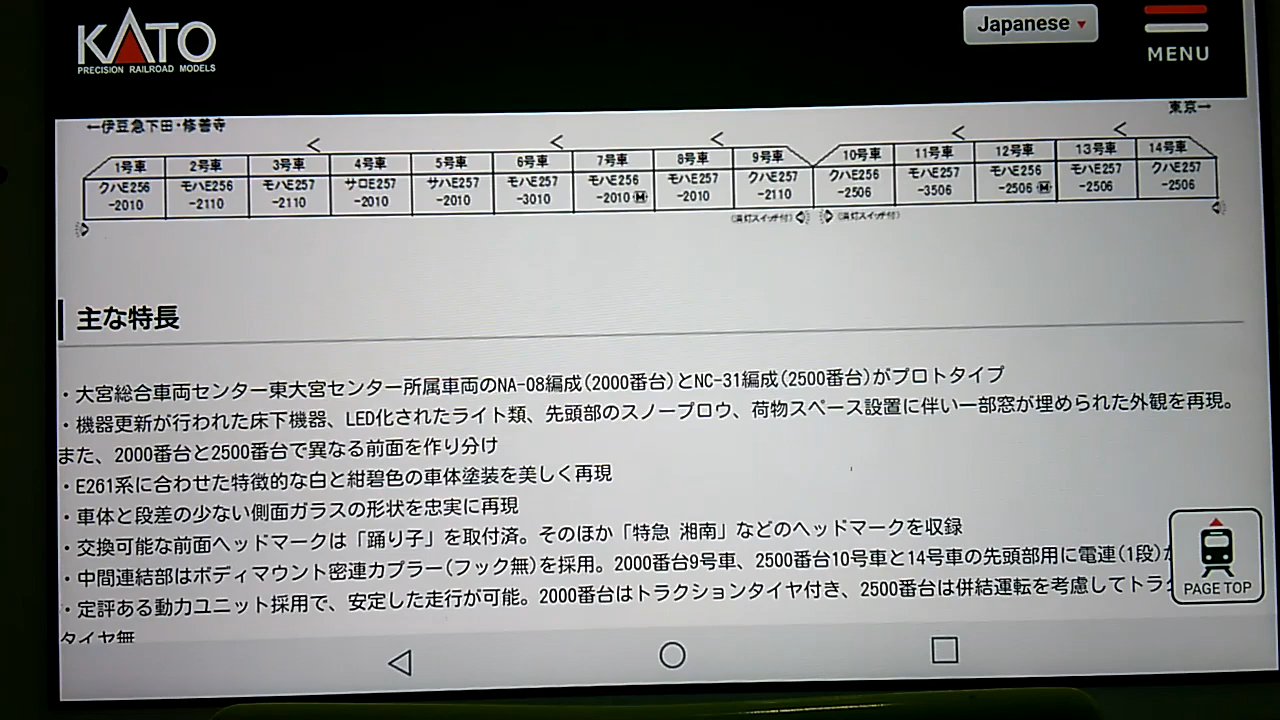 KATO
PRECISION RAILROAD MODELS
Japanese
MENU
←伊豆急下田・修善寺
東京→
1号車 2号車 3号車 4号車 5号車 6号車 7号車 8号車 9号車 10号車 11号車 12号車 13号車 14号車
クハE256 モハE256 モハE257 サロE257 サハE257 モハE257 モハE256 モハE257 クハE257 クハE256 モハE257 モハE256 モハE257 クハE257
-2010 -2110 -2110 -2010 -2010 -3010 -2010 M -2010 -2110 -2506 -3506 -2506 M -2506 -2506
(消灯スイッチ付) (消灯スイッチ付)
主な特長
・大宮総合車両センター東大宮センター所属車両のNA-08編成(2000番台)とNC-31編成(2500番台)がプロトタイプ
・機器更新が行われた床下機器、LED化されたライト類、先頭部のスノープロウ、荷物スペース設置に伴い一部窓が埋められた外観を再現。
また、2000番台と2500番台で異なる前面を作り分け
・E261系に合わせた特徴的な白と紺碧色の車体塗装を美しく再現
・車体と段差の少ない側面ガラスの形状を忠実に再現
・交換可能な前面ヘッドマークは「踊り子」を取付済。そのほか「特急 湘南」などのヘッドマークを収録
・中間連結部はボディマウント密連カプラー(フック無)を採用。2000番台9号車、2500番台10号車と14号車の先頭部用に電連(1段)
・定評ある動力ユニット採用で、安定した走行が可能。2000番台はトラクションタイヤ付き、2500番台は併結運転を考慮してトラ
タイヤ無
PAGE TOP